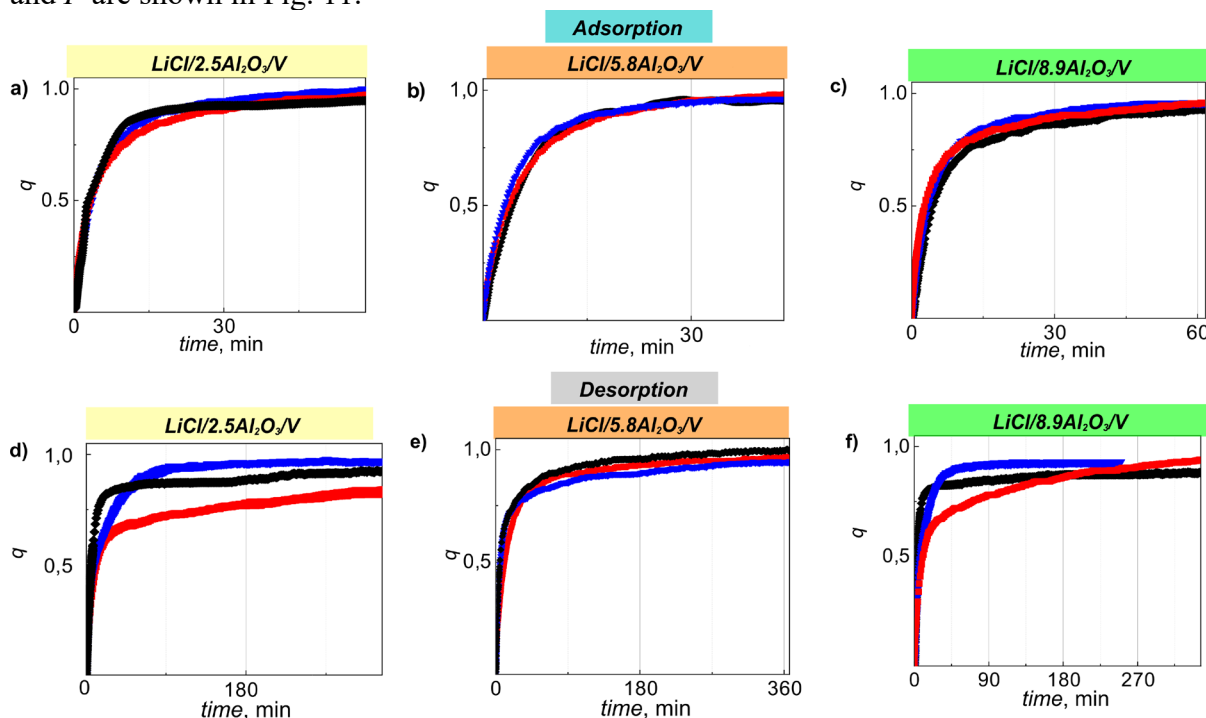 and F are shown in Fig. 11.
Adsorption
LiCl/2.5Al₂O₃/V
LiCl/5.8Al₂O₃/V
LiCl/8.9Al₂O₃/V
a)
1.0
0.5
q
0
30
time, min
b)
1.0
0,5
q
30
time, min
c)
1.0
0.5
q
0
30
60
time, min
Desorption
LiCl/2.5Al₂O₃/V
LiCl/5.8Al₂O₃/V
LiCl/8.9Al₂O₃/V
d)
1,0
0,5
q
0
180
time, min
e)
1.0
0,5
q
0
180
360
time, min
f)
1.0
0,5
q
0
90
180
270
time, min